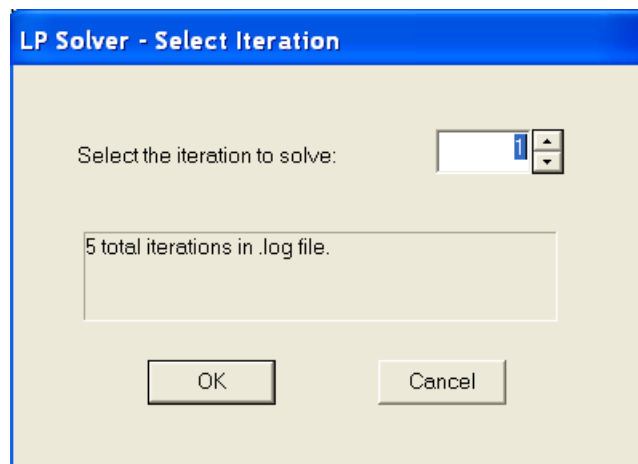 LP Solver - Select Iteration
Select the iteration to solve: 1
5 total iterations in .log file.
OK Cancel